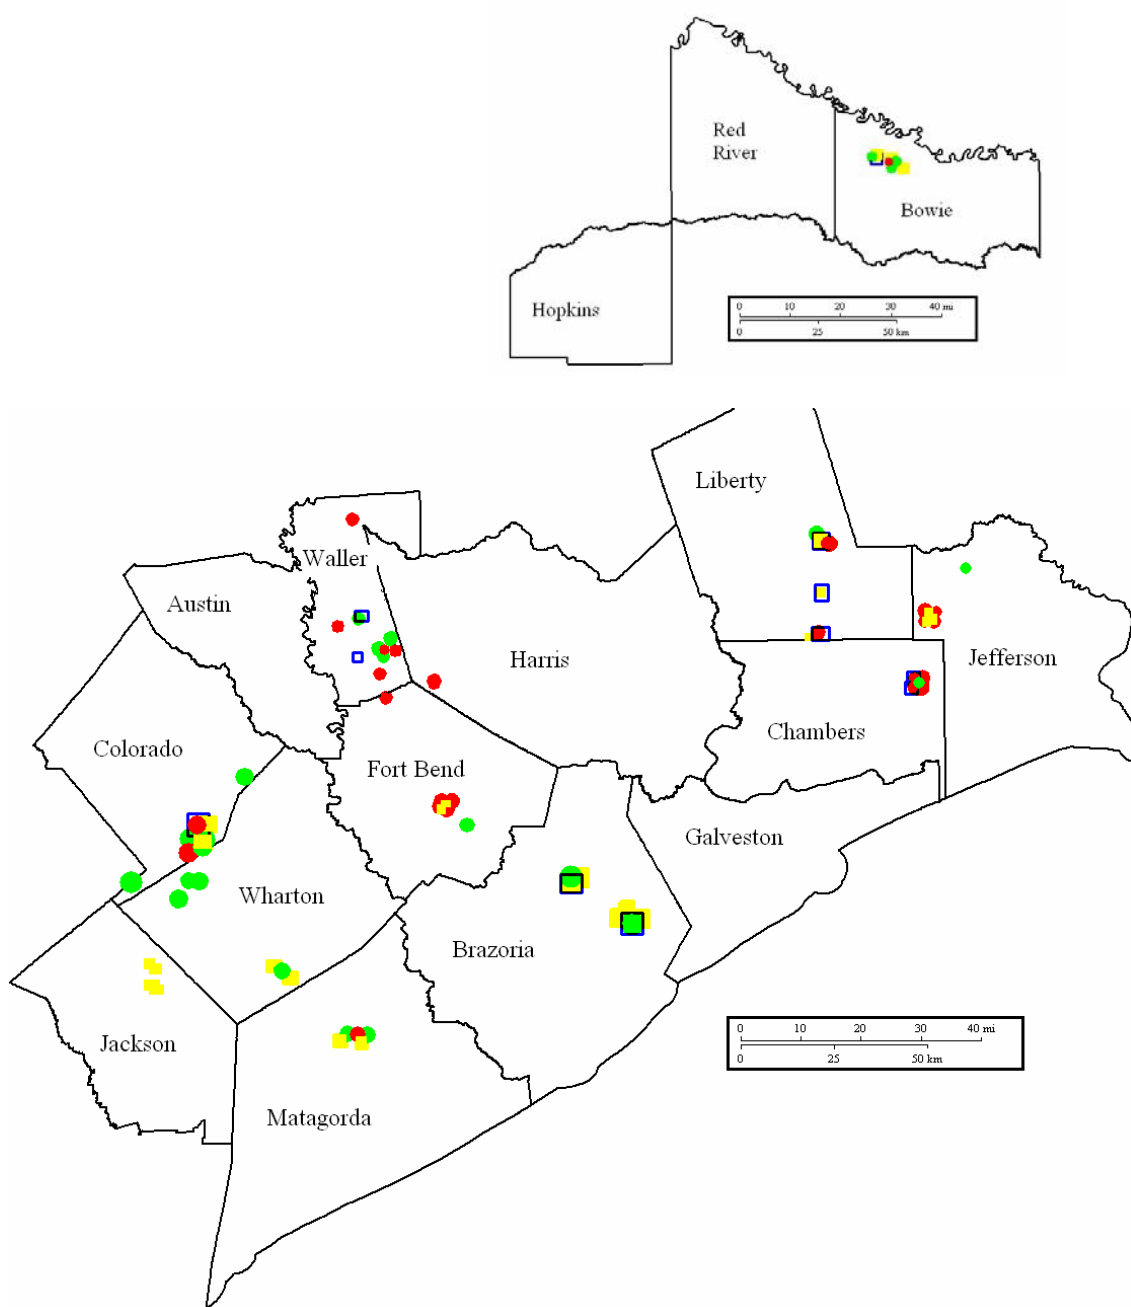 Red
River
Bowie
Hopkins
0 10 20 30 40 mi
0 25 50 km
Liberty
Waller
Austin
Harris
Jefferson
Colorado
Chambers
Fort Bend
Galveston
Wharton
Brazoria
0 10 20 30 40 mi
0 25 50 km
Jackson
Matagorda